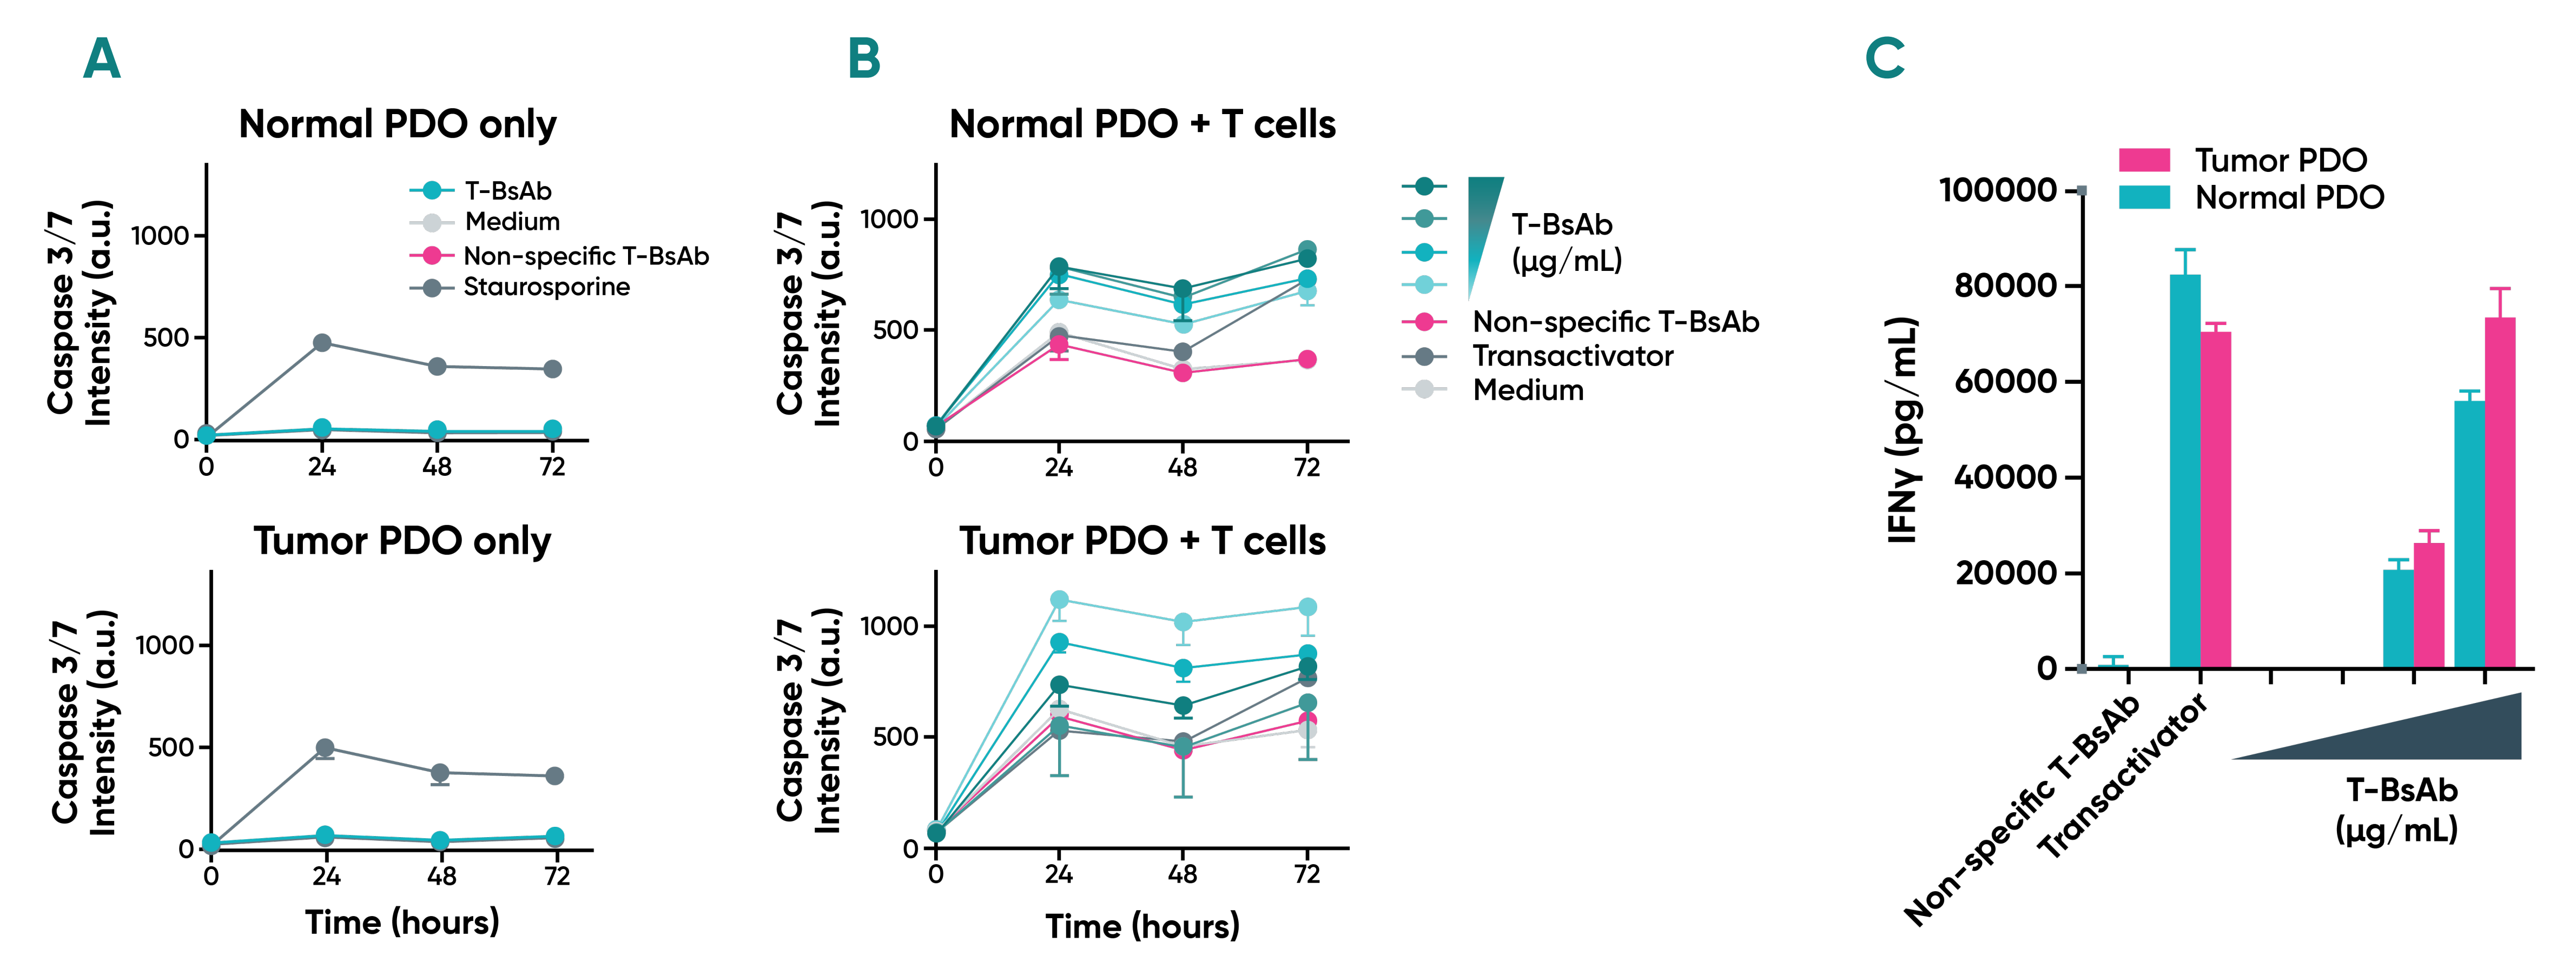 A
Normal PDO only
Caspase 3/7
Intensity (a.u.)
1000
500
0
0 24 48 72
T-BsAb
Medium
Non-specific T-BsAb
Staurosporine
Tumor PDO only
Caspase 3/7
Intensity (a.u.)
1000
500
0
0 24 48 72
Time (hours)
B
Normal PDO + T cells
Caspase 3/7
Intensity (a.u.)
1000
500
0
0 24 48 72
T-BsAb
(µg/mL)
Non-specific T-BsAb
Transactivator
Medium
Tumor PDO + T cells
Caspase 3/7
Intensity (a.u.)
1000
500
0
0 24 48 72
Time (hours)
C
Tumor PDO
Normal PDO
IFNγ (pg/mL)
100000
80000
60000
40000
20000
0
Non-specific T-BsAb
Transactivator
T-BsAb
(µg/mL)